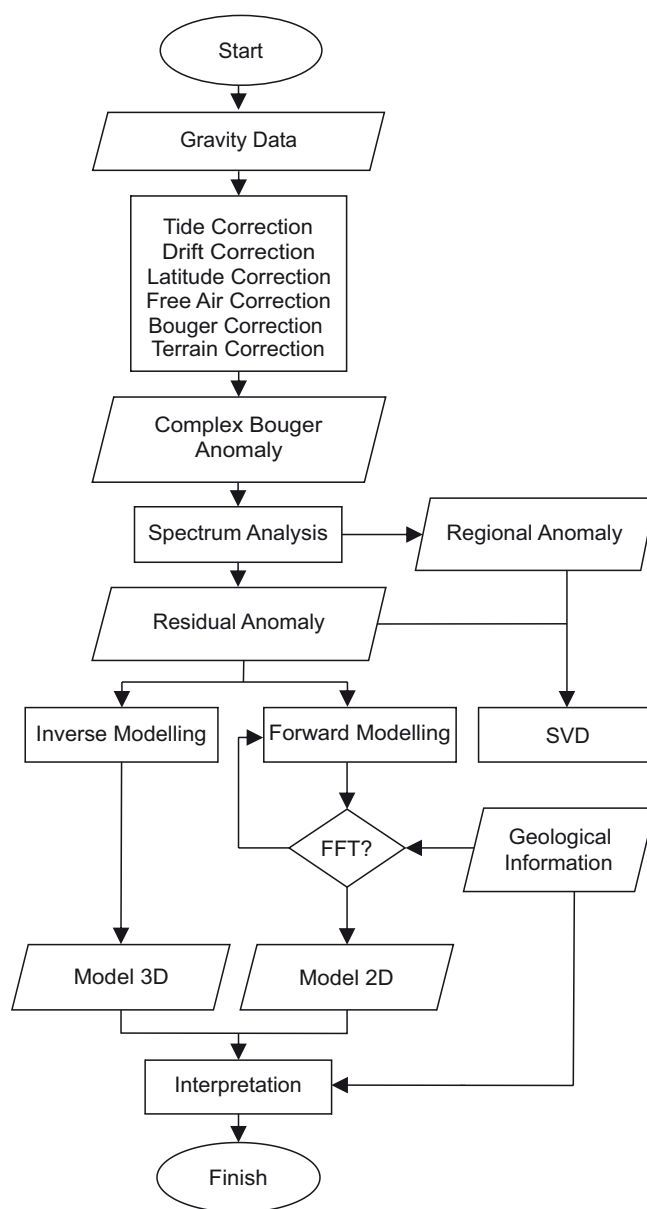 Start
Gravity Data
Tide Correction
Drift Correction
Latitude Correction
Free Air Correction
Bouger Correction
Terrain Correction
Complex Bouger
Anomaly
Spectrum Analysis
Regional Anomaly
Residual Anomaly
Inverse Modelling
Forward Modelling
SVD
FFT?
Geological
Information
Model 3D
Model 2D
Interpretation
Finish